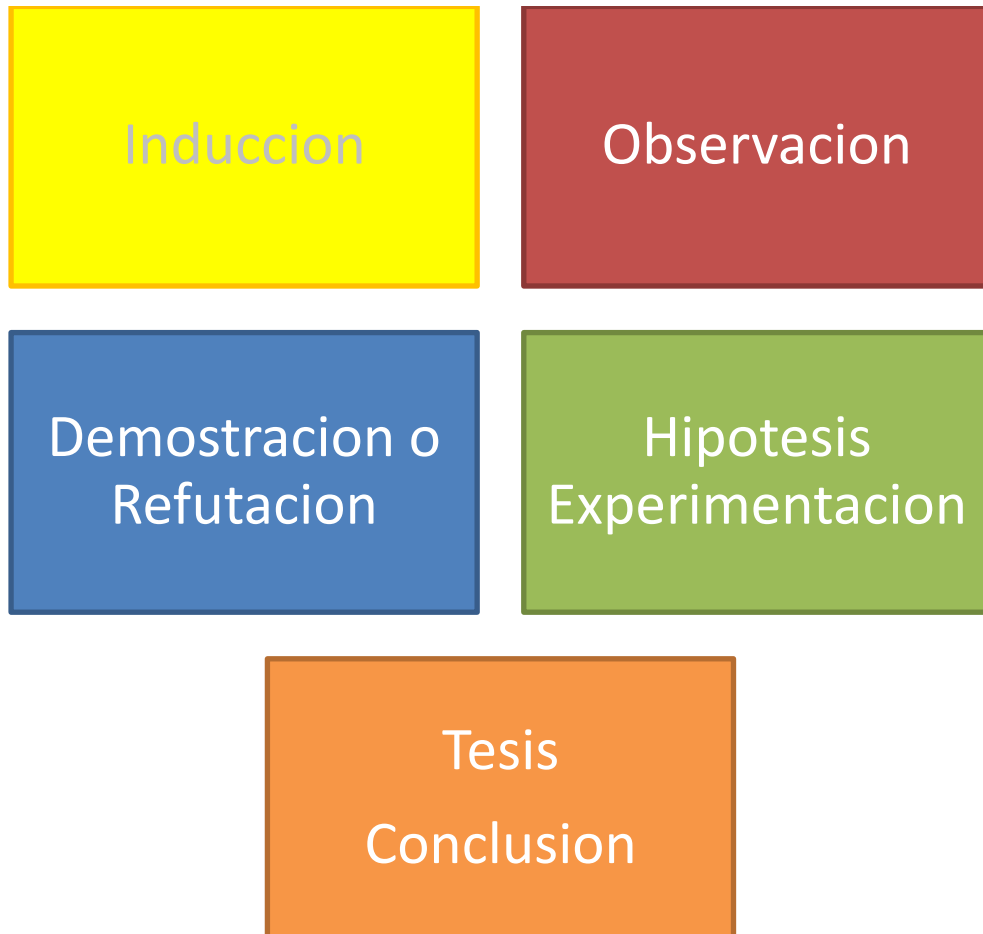 Induccion
Observacion
Demostracion o
Refutacion
Hipotesis
Experimentacion
Tesis
Conclusion